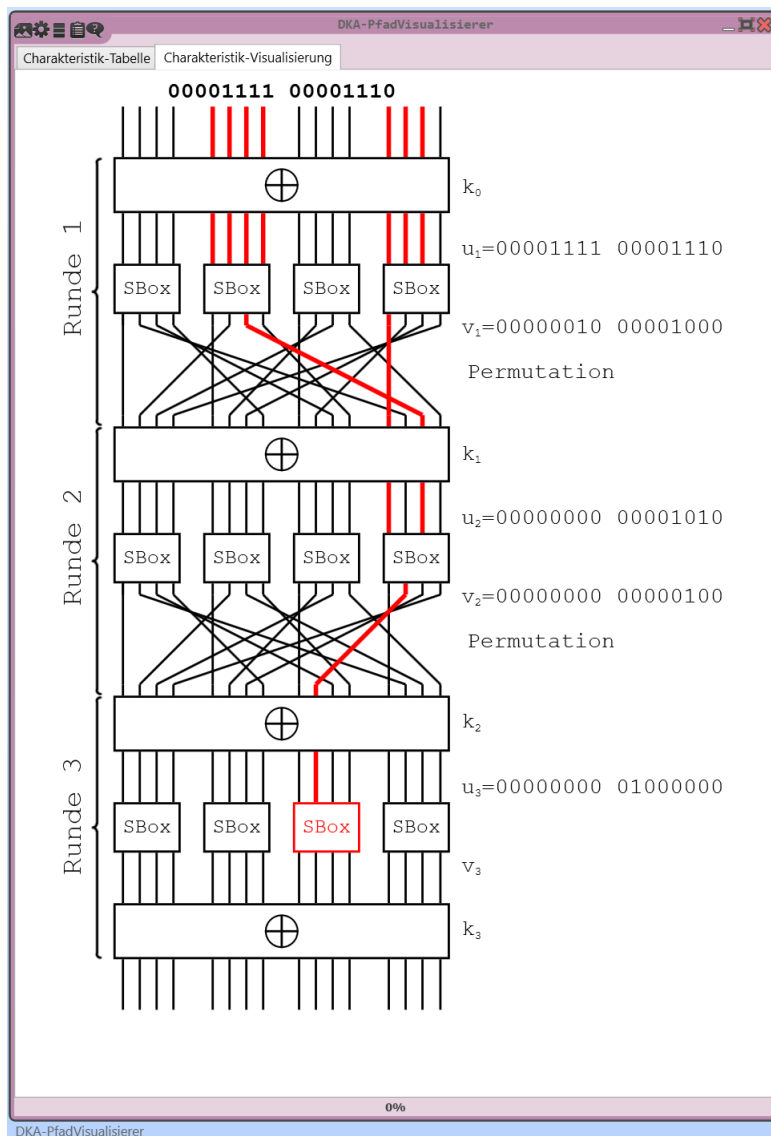 DKA-PfadVisualisierer
Charakteristik-Tabelle Charakteristik-Visualisierung
00001111 00001110
k₀
Runde 1
u₁=00001111 00001110
SBox SBox SBox SBox
v₁=00000010 00001000
Permutation
k₁
Runde 2
u₂=00000000 00001010
SBox SBox SBox SBox
v₂=00000000 00000100
Permutation
k₂
Runde 3
u₃=00000000 01000000
SBox SBox SBox SBox
v₃
k₃
0%
DKA-PfadVisualisierer